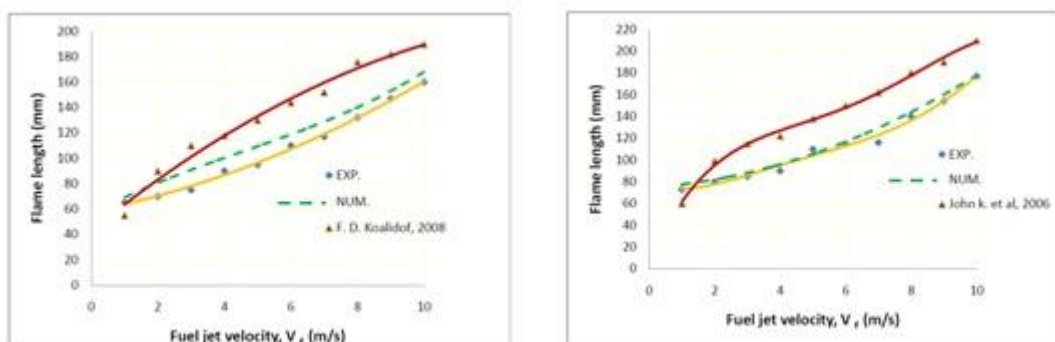 Flame length (mm)
200
180
160
140
120
100
80
60
40
20
0
0 2 4 6 8 10
Fuel jet velocity, V f (m/s)
EXP.
NUM.
F. D. Koalidof, 2008
Flame length (mm)
220
200
180
160
140
120
100
80
60
40
20
0
0 2 4 6 8 10
Fuel jet velocity, V f (m/s)
EXP.
NUM.
John k. et al, 2006